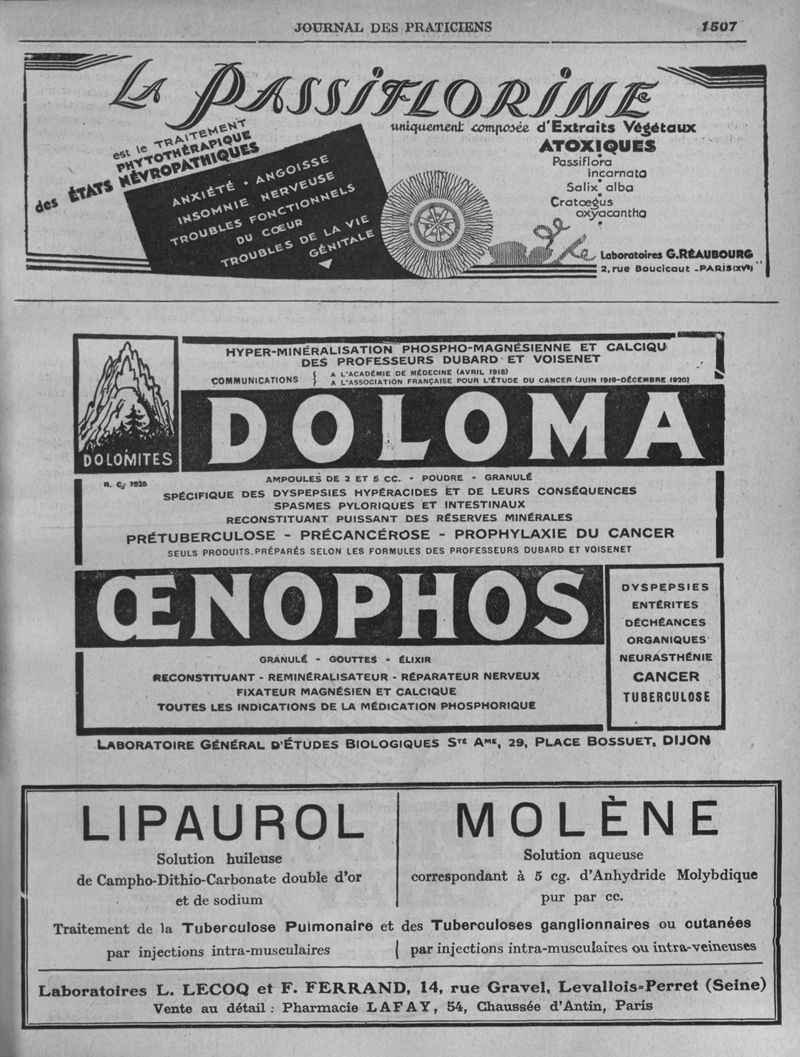 JOURNAL DES PRATICIENS 1507
LA PASSIFLORINE
est le TRAITEMENT
PHYTOTHÉRAPIQUE
des ÉTATS NÉVROPATHIQUES
ANXIÉTÉ • ANGOISSE
INSOMNIE NERVEUSE
TROUBLES FONCTIONNELS
DU CŒUR
TROUBLES DE LA VIE
GÉNITALE
uniquement composée d'Extraits Végétaux
ATOXIQUES
Passiflora
incarnata
Salix alba
Cratœgus
oxyacantha
Laboratoires G.RÉAUBOURG
2, rue Boucicaut - PARIS (XVe)
HYPER-MINÉRALISATION PHOSPHO-MAGNÉSIENNE ET CALCIQU
DES PROFESSEURS DUBARD ET VOISENET
COMMUNICATIONS { A L'ACADÉMIE DE MÉDECINE (AVRIL 1918)
A L'ASSOCIATION FRANÇAISE POUR L'ÉTUDE DU CANCER (JUIN 1919-DÉCEMBRE 1920)
DOLOMITES
DOLOMA
R. C. 7825
AMPOULES DE 2 ET 5 CC. - POUDRE - GRANULÉ
SPÉCIFIQUE DES DYSPEPSIES HYPÉRACIDES ET DE LEURS CONSÉQUENCES
SPASMES PYLORIQUES ET INTESTINAUX
RECONSTITUANT PUISSANT DES RÉSERVES MINÉRALES
PRÉTUBERCULOSE - PRÉCANCÉROSE - PROPHYLAXIE DU CANCER
SEULS PRODUITS, PRÉPARÉS SELON LES FORMULES DES PROFESSEURS DUBARD ET VOISENET
ŒNOPHOS
GRANULÉ - GOUTTES - ÉLIXIR
RECONSTITUANT - REMINÉRALISATEUR - RÉPARATEUR NERVEUX
FIXATEUR MAGNÉSIEN ET CALCIQUE
TOUTES LES INDICATIONS DE LA MÉDICATION PHOSPHORIQUE
DYSPEPSIES
ENTÉRITES
DÉCHÉANCES
ORGANIQUES
NEURASTHÉNIE
CANCER
TUBERCULOSE
LABORATOIRE GÉNÉRAL D'ÉTUDES BIOLOGIQUES STÉ AME, 29, PLACE BOSSUET, DIJON
LIPAUROL
Solution huileuse
de Campho-Dithio-Carbonate double d'or
et de sodium
MOLÈNE
Solution aqueuse
correspondant à 5 cg. d'Anhydride Molybdique
pur par cc.
Traitement de la Tuberculose Pulmonaire et des Tuberculoses ganglionnaires ou cutanées
par injections intra-musculaires | par injections intra-musculaires ou intra-veineuses
Laboratoires L. LECOQ et F. FERRAND, 14, rue Gravel, Levallois-Perret (Seine)
Vente au détail : Pharmacie LAFAY, 54, Chaussée d'Antin, Paris